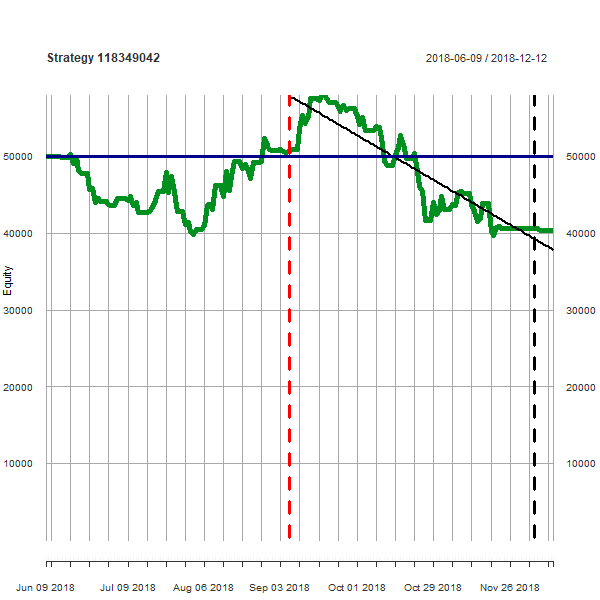 Strategy 118349042
2018-06-09 / 2018-12-12
50000 50000
40000 40000
Equity
30000 30000
20000 20000
10000 10000
Jun 09 2018 Jul 09 2018 Aug 06 2018 Sep 03 2018 Oct 01 2018 Oct 29 2018 Nov 26 2018